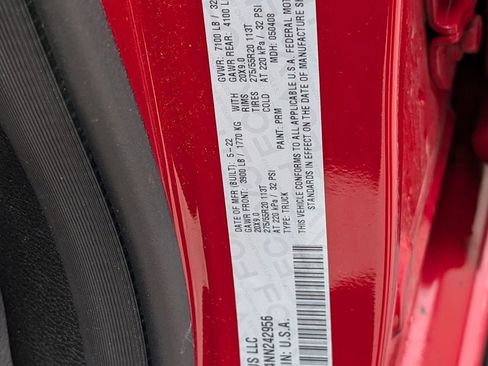 GVWR: 7100 LB / 32
GAWR REAR: 4100 L
WITH
20X9.0 RIMS
275/55R20 113T TIRES
AT 220 kPa / 32 PSI COLD
MDH: 050408
DATE OF MFR (BUILT): 5-22
GAWR FRONT: 3900 LB / 1770 KG
20X9.0
275/55R20 113T
AT 220 kPa / 32 PSI
TYPE: TRUCK PAINT: PRM
THIS VEHICLE CONFORMS TO ALL APPLICABLE U.S.A. FEDERAL MOTOR
STANDARDS IN EFFECT ON THE DATE OF MANUFACTURE S
US LLC
NN242956
IN: U.S.A.